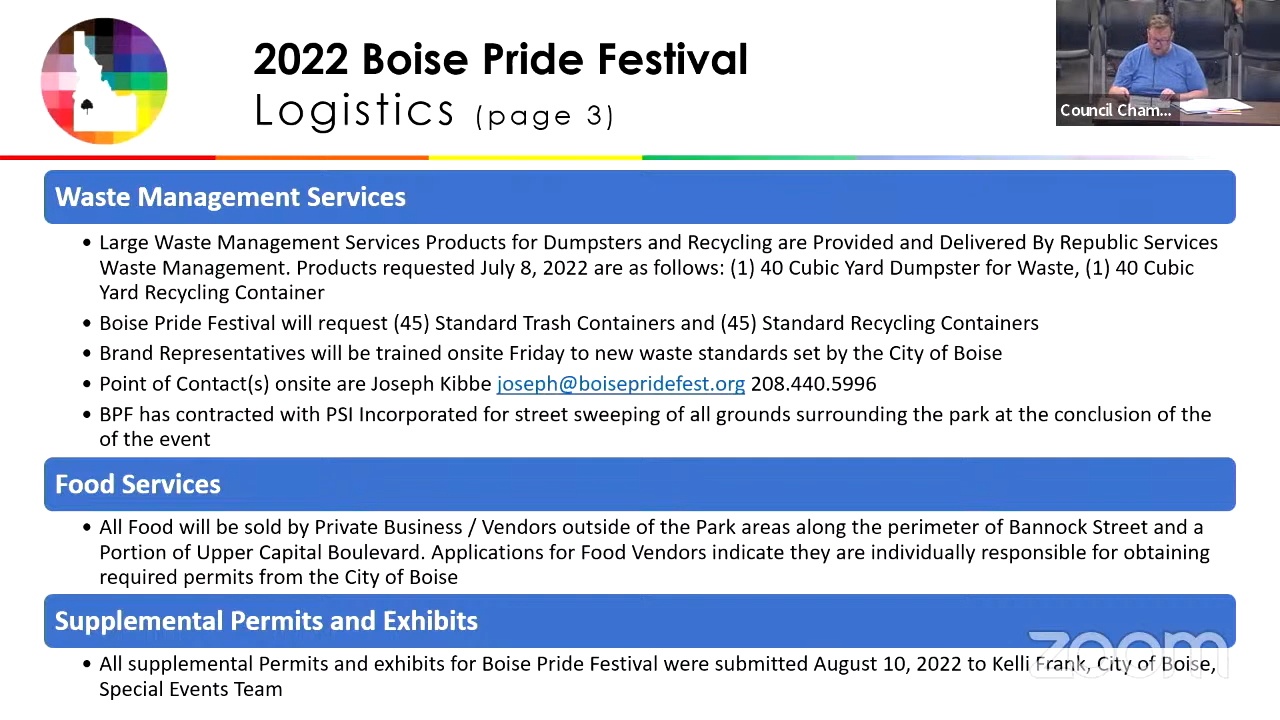 2022 Boise Pride Festival
Logistics (page 3)
Council Cham...
Waste Management Services
• Large Waste Management Services Products for Dumpsters and Recycling are Provided and Delivered By Republic Services
Waste Management. Products requested July 8, 2022 are as follows: (1) 40 Cubic Yard Dumpster for Waste, (1) 40 Cubic
Yard Recycling Container
• Boise Pride Festival will request (45) Standard Trash Containers and (45) Standard Recycling Containers
• Brand Representatives will be trained onsite Friday to new waste standards set by the City of Boise
• Point of Contact(s) onsite are Joseph Kibbe joseph@boisepridefest.org 208.440.5996
• BPF has contracted with PSI Incorporated for street sweeping of all grounds surrounding the park at the conclusion of the
of the event
Food Services
• All Food will be sold by Private Business / Vendors outside of the Park areas along the perimeter of Bannock Street and a
Portion of Upper Capital Boulevard. Applications for Food Vendors indicate they are individually responsible for obtaining
required permits from the City of Boise
Supplemental Permits and Exhibits
• All supplemental Permits and exhibits for Boise Pride Festival were submitted August 10, 2022 to Kelli Frank, City of Boise,
Special Events Team
zoom